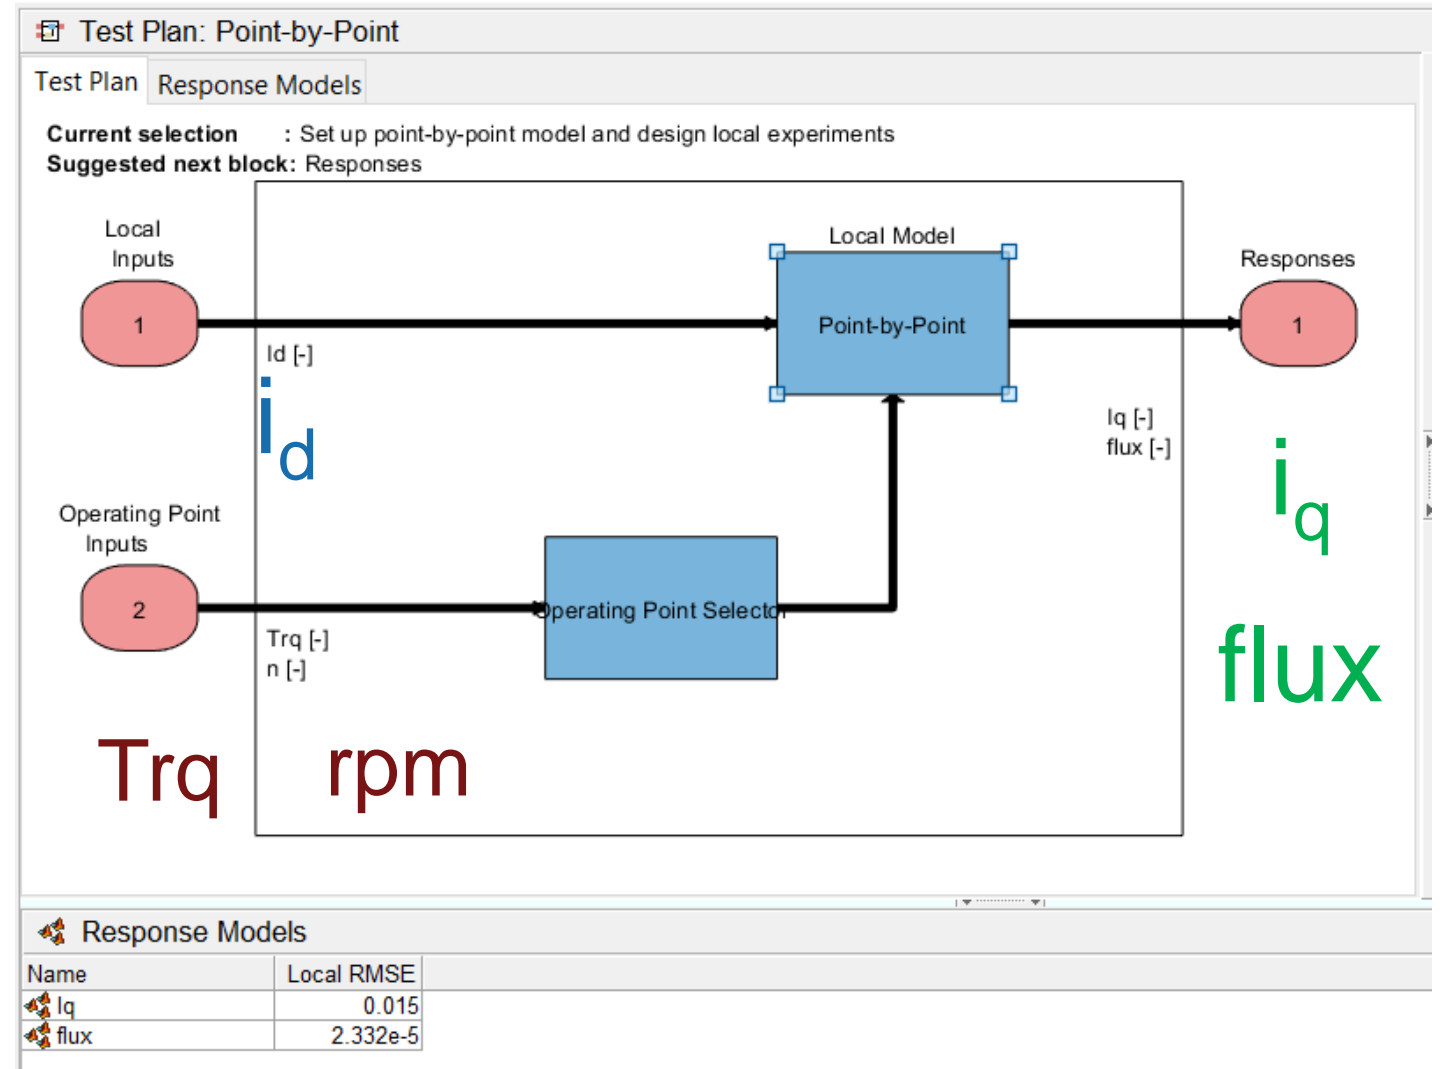 Test Plan: Point-by-Point
Test Plan
Response Models
Current selection : Set up point-by-point model and design local experiments
Suggested next block: Responses
Local
Inputs
1
Id [-]
i
d
Local Model
Point-by-Point
Responses
1
Iq [-]
flux [-]
i
q
flux
Operating Point
Inputs
2
Trq [-]
n [-]
Operating Point Selector
Trq
rpm
Response Models
Name Local RMSE
Iq 0.015
flux 2.332e-5